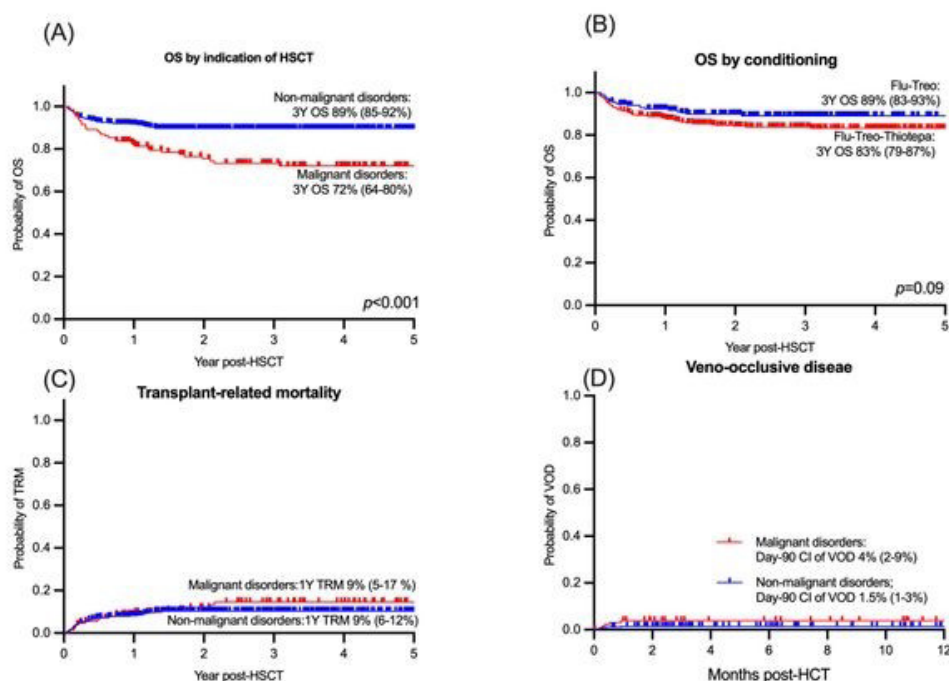 (A)
OS by indication of HSCT
Probability of OS
1.0
0.8
0.6
0.4
0.2
0.0
Non-malignant disorders:
3Y OS 89% (85-92%)
Malignant disorders:
3Y OS 72% (64-80%)
p<0.001
0 1 2 3 4 5
Year post-HSCT
(B)
OS by conditioning
Probability of OS
1.0
0.8
0.6
0.4
0.2
0.0
Flu-Treo:
3Y OS 89% (83-93%)
Flu-Treo-Thiotepa:
3Y OS 83% (79-87%)
p=0.09
0 1 2 3 4 5
Year post-HSCT
(C)
Transplant-related mortality
Probability of TRM
1.0
0.8
0.6
0.4
0.2
0.0
Malignant disorders:1Y TRM 9% (5-17 %)
Non-malignant disorders:1Y TRM 9% (6-12%)
0 1 2 3 4 5
Year post-HSCT
(D)
Veno-occlusive diseae
Probability of VOD
1.0
0.8
0.6
0.4
0.2
0.0
Malignant disorders:
Day-90 CI of VOD 4% (2-9%)
Non-malignant disorders;
Day-90 CI of VOD 1.5% (1-3%)
0 2 4 6 8 10 12
Months post-HCT